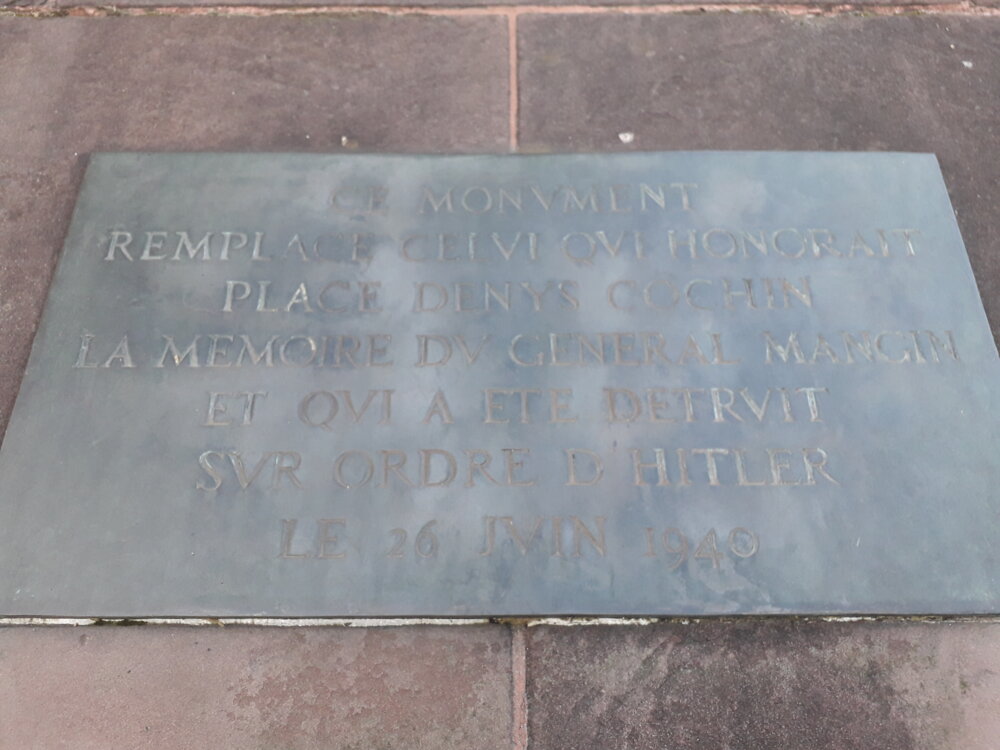 CE MONVMENT
REMPLACE CELVI QVI HONORAIT
PLACE DENYS COCHIN
LA MEMOIRE DV GENERAL MANGIN
ET QVI A ETE DETRVIT
SVR ORDRE D'HITLER
LE 26 JVIN 1940